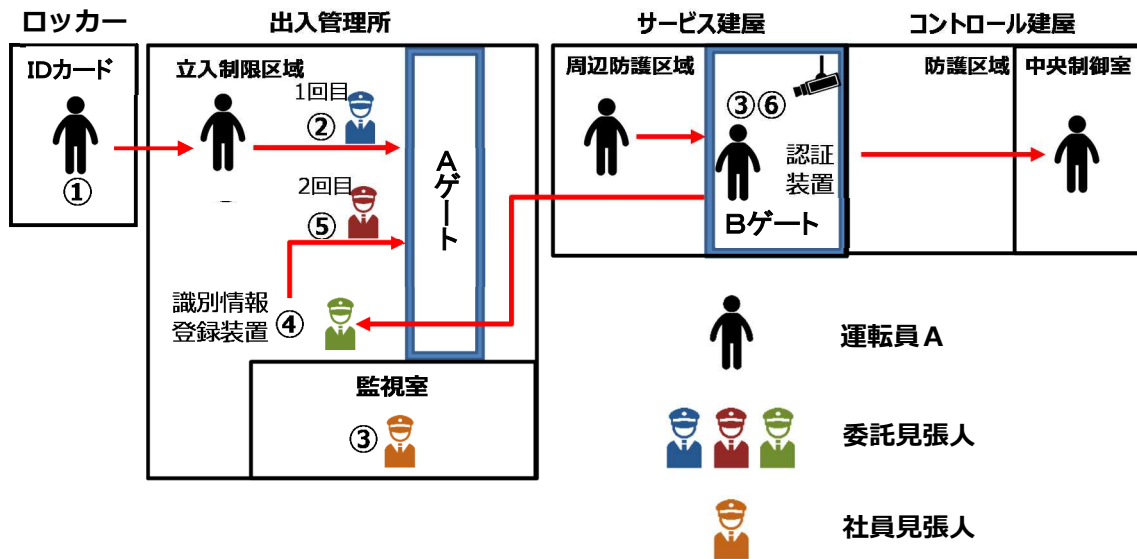 ロッカー
出入管理所
サービス建屋
コントロール建屋
IDカード
①
立入制限区域
1回目
②
2回目
⑤
Aゲート
識別情報
登録装置
④
監視室
③
周辺防護区域
③⑥
認証
装置
Bゲート
防護区域
中央制御室
運転員A
委託見張人
社員見張人